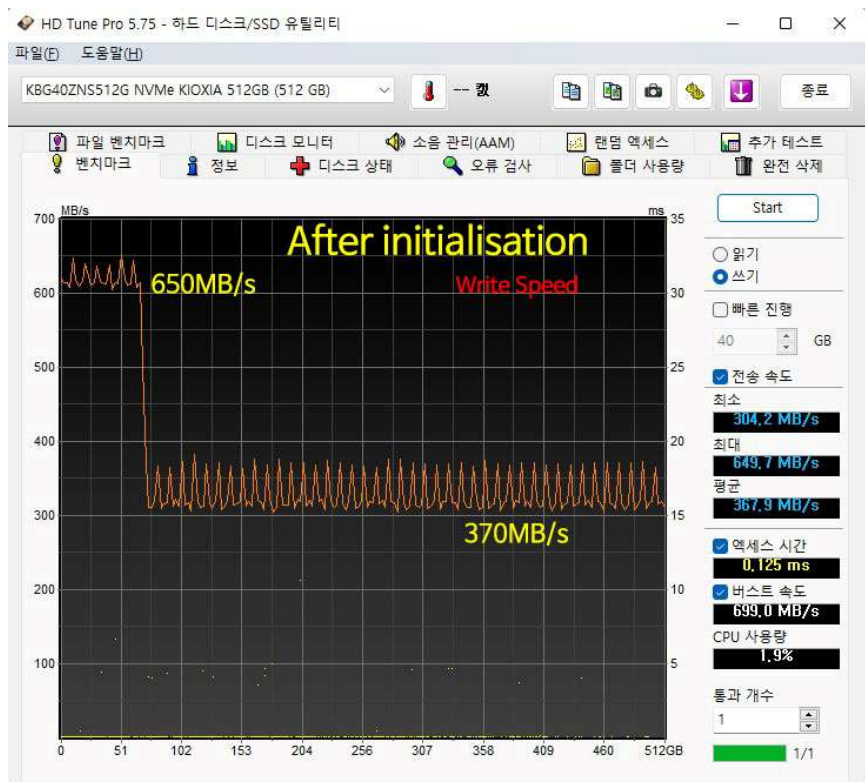 HD Tune Pro 5.75 - 하드 디스크/SSD 유틸리티
파일(F) 도움말(H)
KBG40ZNS512G NVMe KIOXIA 512GB (512 GB)
-- 캜
종료
파일 벤치마크 디스크 모니터 소음 관리(AAM) 랜덤 엑세스 추가 테스트
벤치마크 정보 디스크 상태 오류 검사 폴더 사용량 완전 삭제
Start
읽기
쓰기
빠른 진행
40 GB
전송 속도
최소
304,2 MB/s
최대
649,7 MB/s
평균
367,9 MB/s
엑세스 시간
0,125 ms
버스트 속도
699,0 MB/s
CPU 사용량
1,9%
통과 개수
1
1/1
MB/s ms
After initialisation
Write Speed
650MB/s
370MB/s
700 35
600 30
500 25
400 20
300 15
200 10
100 5
0 51 102 153 204 256 307 358 409 460 512GB